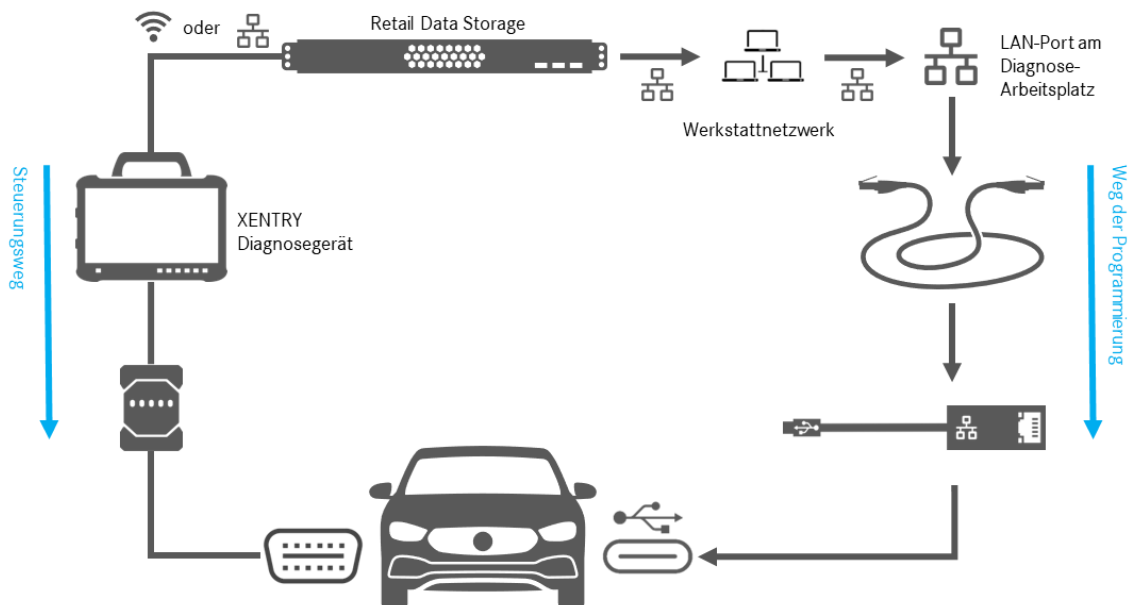 oder
Retail Data Storage
LAN-Port am
Diagnose-
Arbeitsplatz
Werkstattnetzwerk
Steuerungsweg
XENTRY
Diagnosegerät
Weg der Programmierung